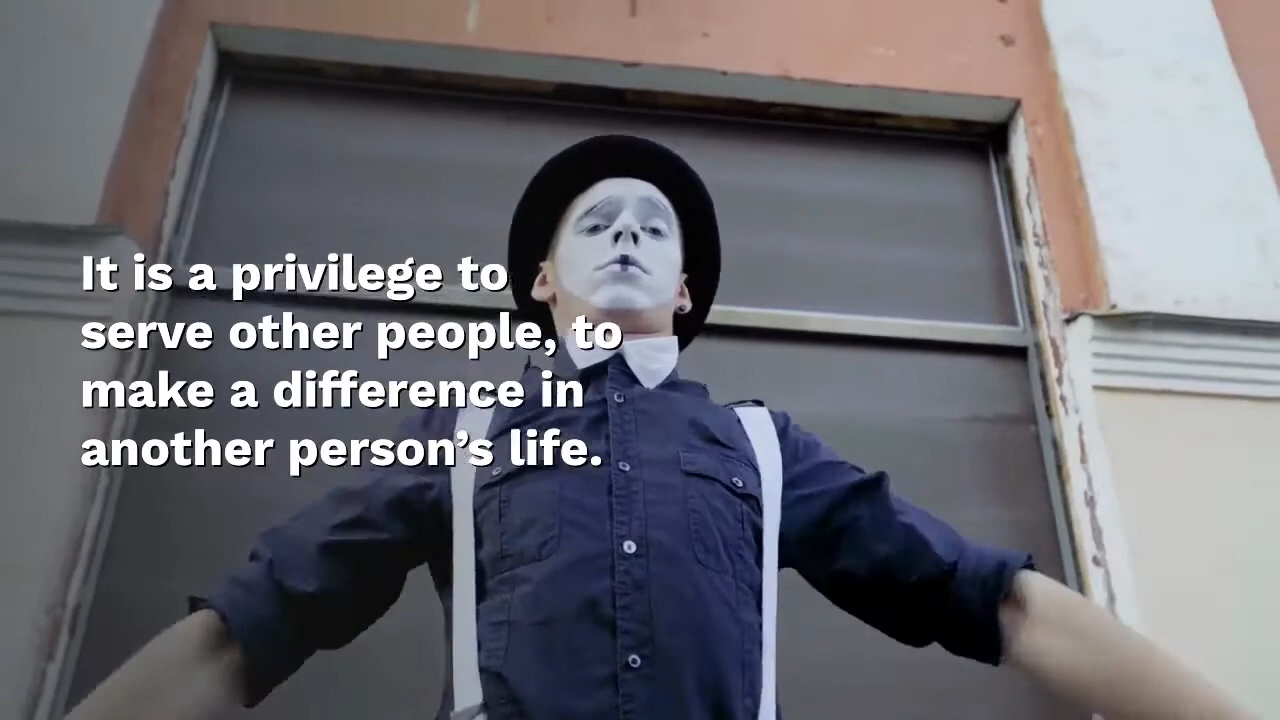 It is a privilege to
serve other people, to
make a difference in
another person’s life.